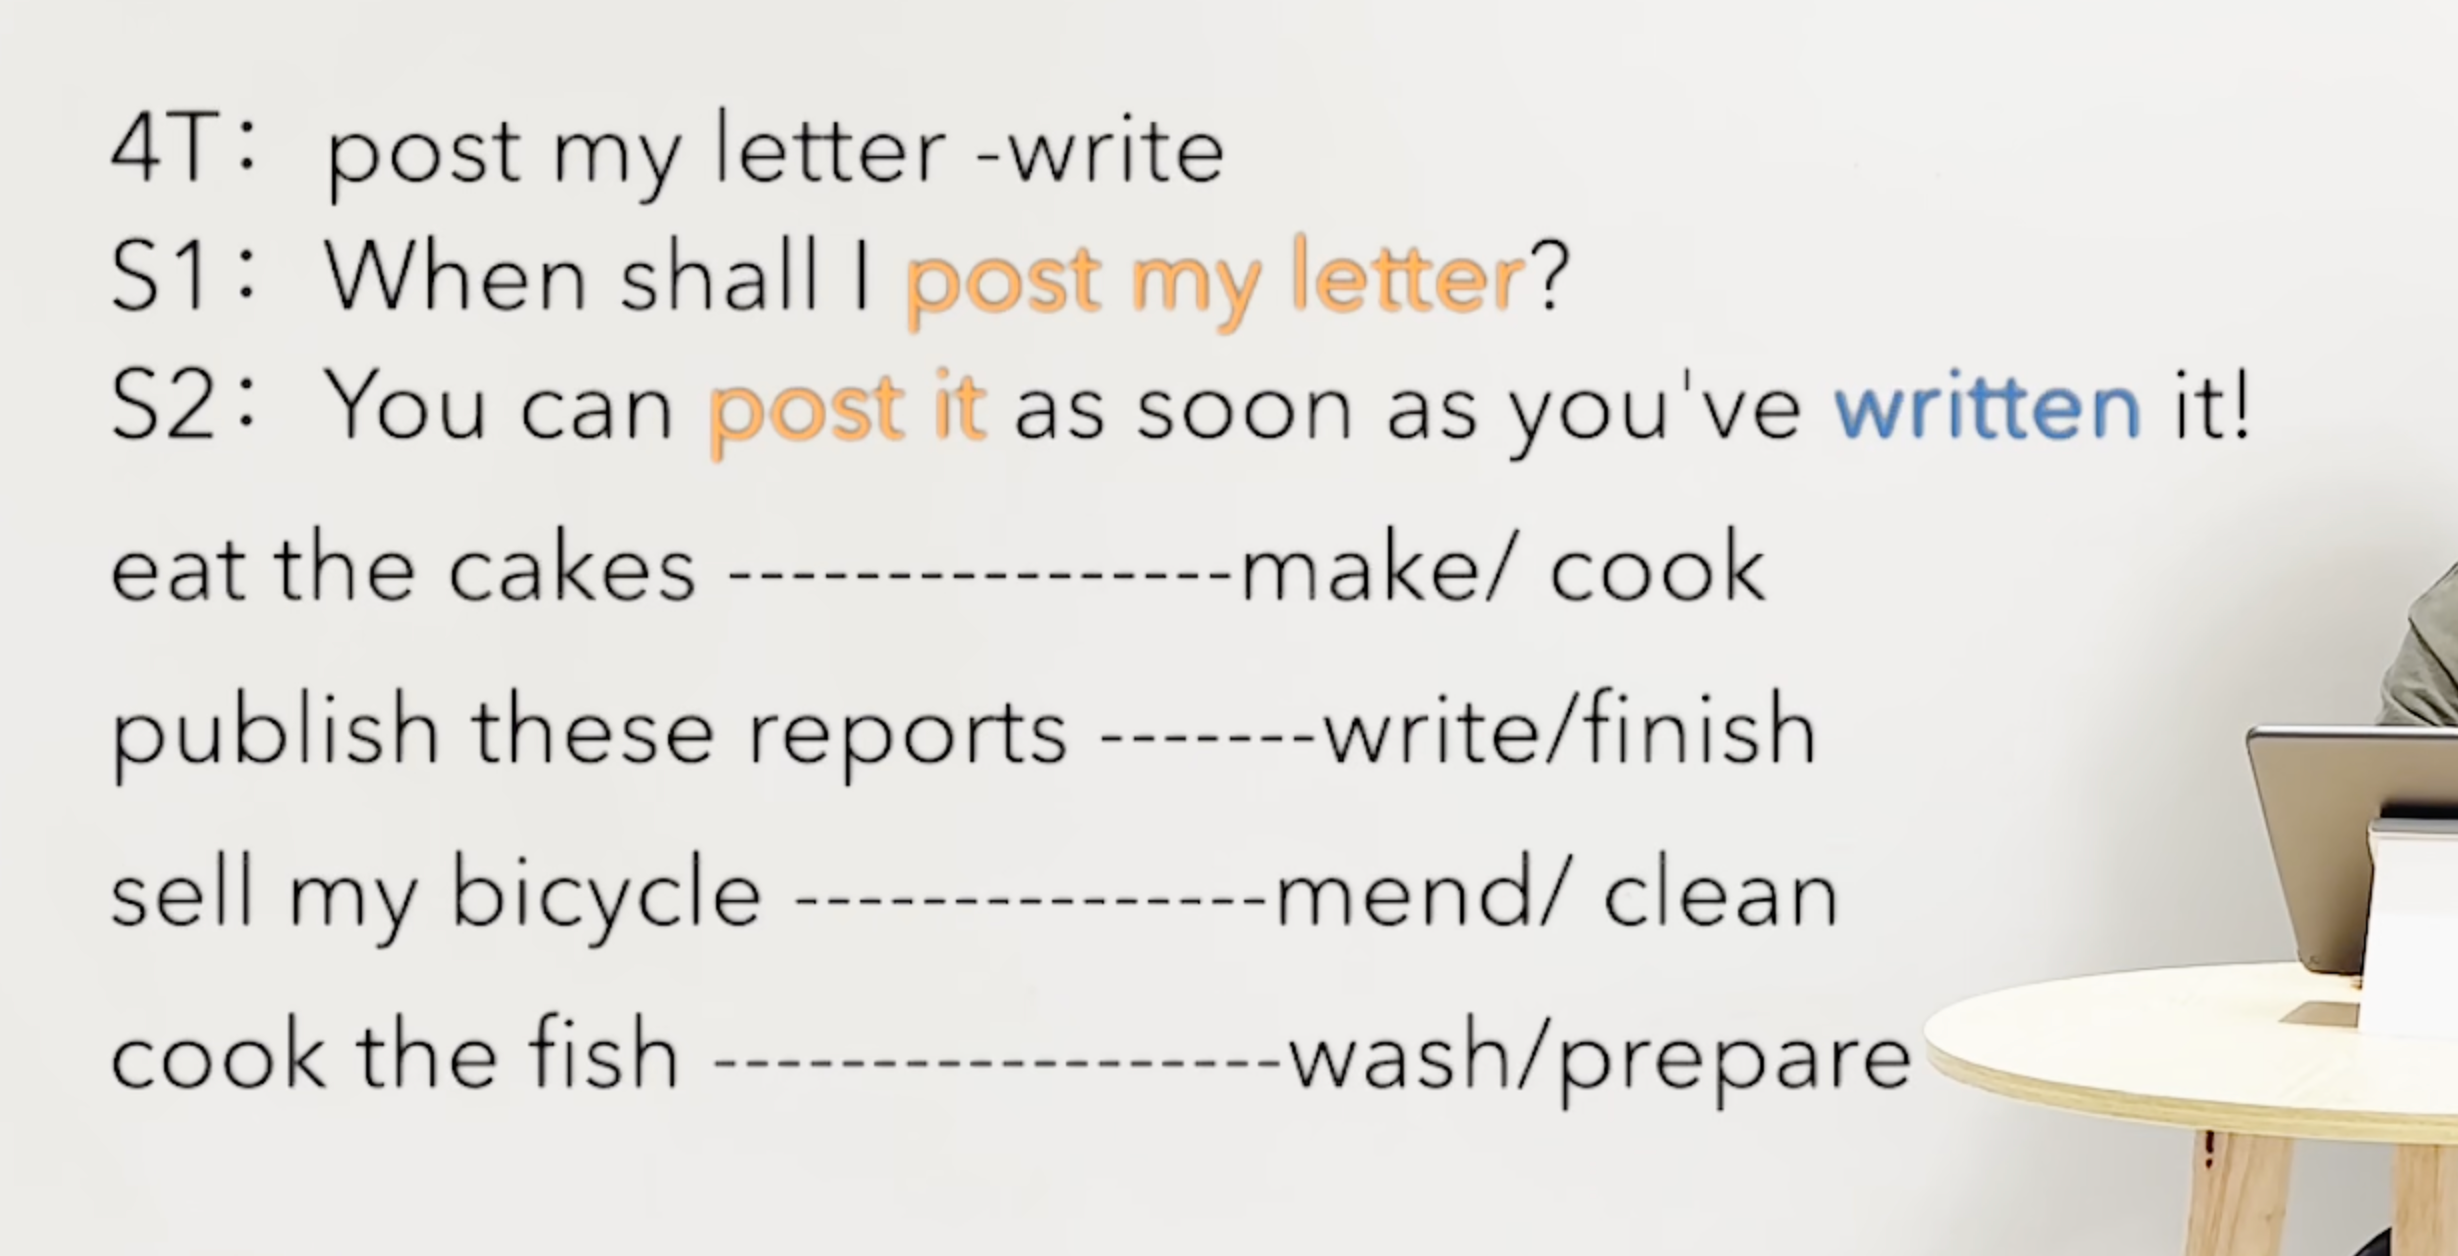 4T: post my letter -write
S1: When shall I post my letter?
S2: You can post it as soon as you've written it!
eat the cakes ----------------make/ cook
publish these reports -------write/finish
sell my bicycle ---------------mend/ clean
cook the fish ------------------wash/prepare